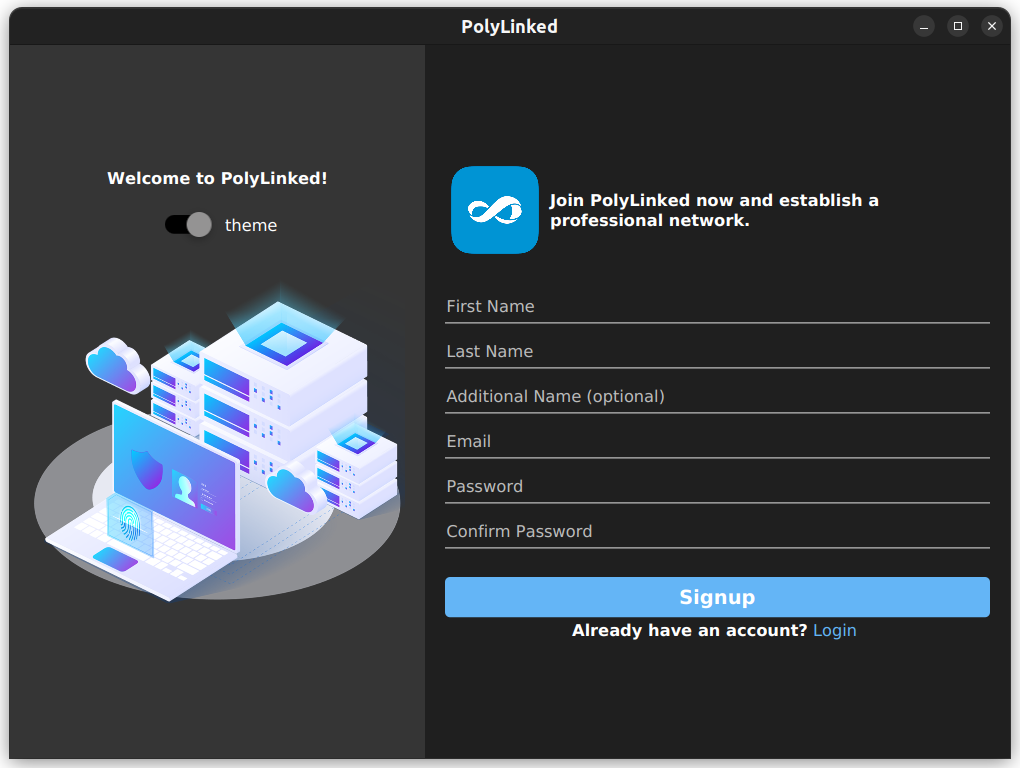 PolyLinked
Welcome to PolyLinked!
theme
Join PolyLinked now and establish a
professional network.
First Name
Last Name
Additional Name (optional)
Email
Password
Confirm Password
Signup
Already have an account? Login